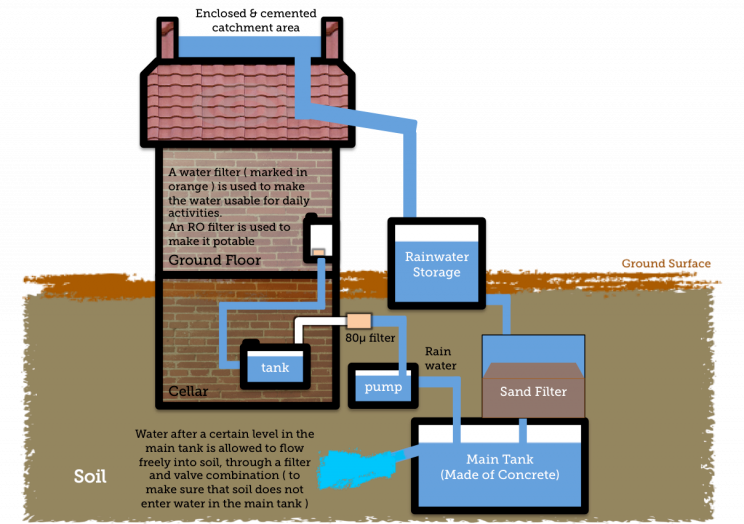 Enclosed & cemented
catchment area
A water filter ( marked in
orange ) is used to make
the water usable for daily
activities.
An RO filter is used to
make it potable
Ground Floor
Rainwater
Storage
Ground Surface
80µ filter
Rain
water
tank
pump
Sand Filter
Cellar
Water after a certain level in the
main tank is allowed to flow
freely into soil, through a filter
and valve combination ( to
make sure that soil does not
enter water in the main tank )
Main Tank
(Made of Concrete)
Soil